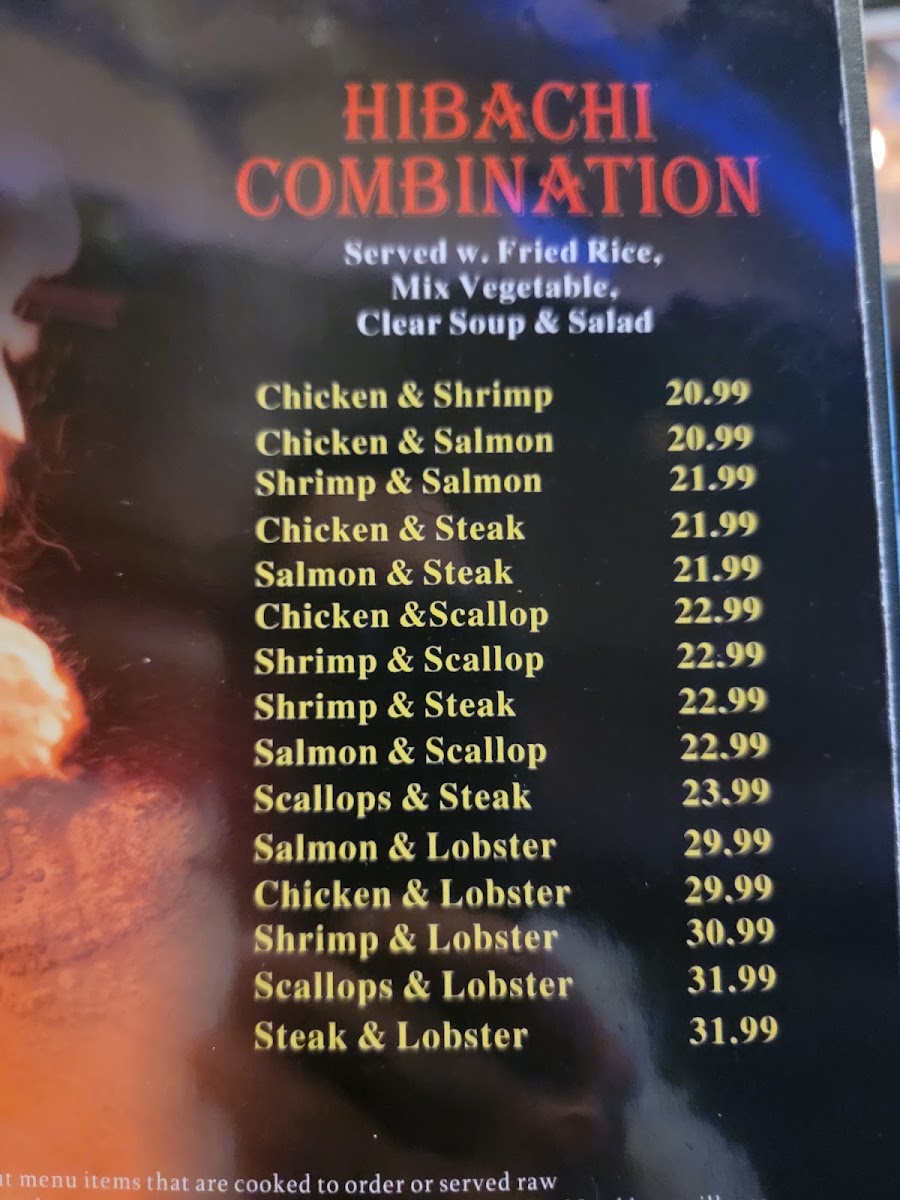 HIBACHI
COMBINATION
Served w. Fried Rice,
Mix Vegetable,
Clear Soup & Salad
Chicken & Shrimp 20.99
Chicken & Salmon 20.99
Shrimp & Salmon 21.99
Chicken & Steak 21.99
Salmon & Steak 21.99
Chicken &Scallop 22.99
Shrimp & Scallop 22.99
Shrimp & Steak 22.99
Salmon & Scallop 22.99
Scallops & Steak 23.99
Salmon & Lobster 29.99
Chicken & Lobster 29.99
Shrimp & Lobster 30.99
Scallops & Lobster 31.99
Steak & Lobster 31.99
menu items that are cooked to order or served raw